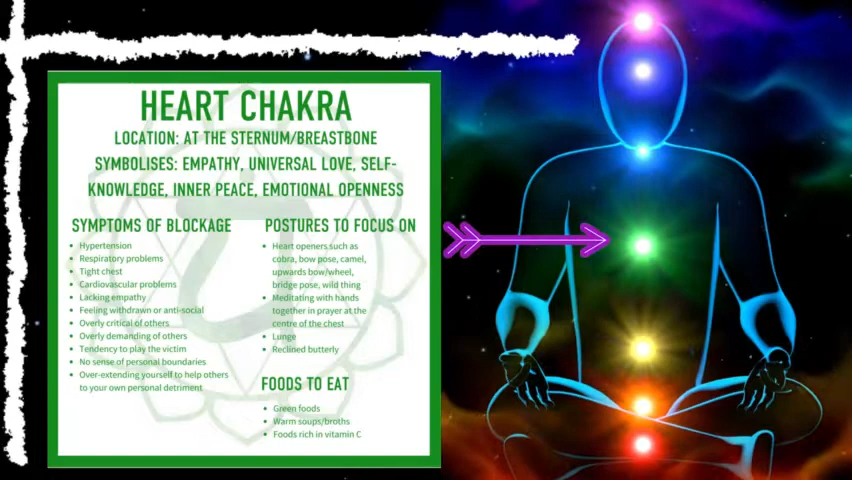 HEART CHAKRA
LOCATION: AT THE STERNUM/BREASTBONE
SYMBOLISES: EMPATHY, UNIVERSAL LOVE, SELF-
KNOWLEDGE, INNER PEACE, EMOTIONAL OPENNESS
SYMPTOMS OF BLOCKAGE
• Hypertension
• Respiratory problems
• Tight chest
• Cardiovascular problems
• Lacking empathy
• Feeling withdrawn or anti-social
• Overly critical of others
• Overly demanding of others
• Tendency to play the victim
• No sense of personal boundaries
• Over-extending yourself to help others
to your own personal detriment
POSTURES TO FOCUS ON
• Heart openers such as
cobra, bow pose, camel,
upwards bow/wheel,
bridge pose, wild thing
• Meditating with hands
together in prayer at the
centre of the chest
• Lunge
• Reclined butterly
FOODS TO EAT
• Green foods
• Warm soups/broths
• Foods rich in vitamin C